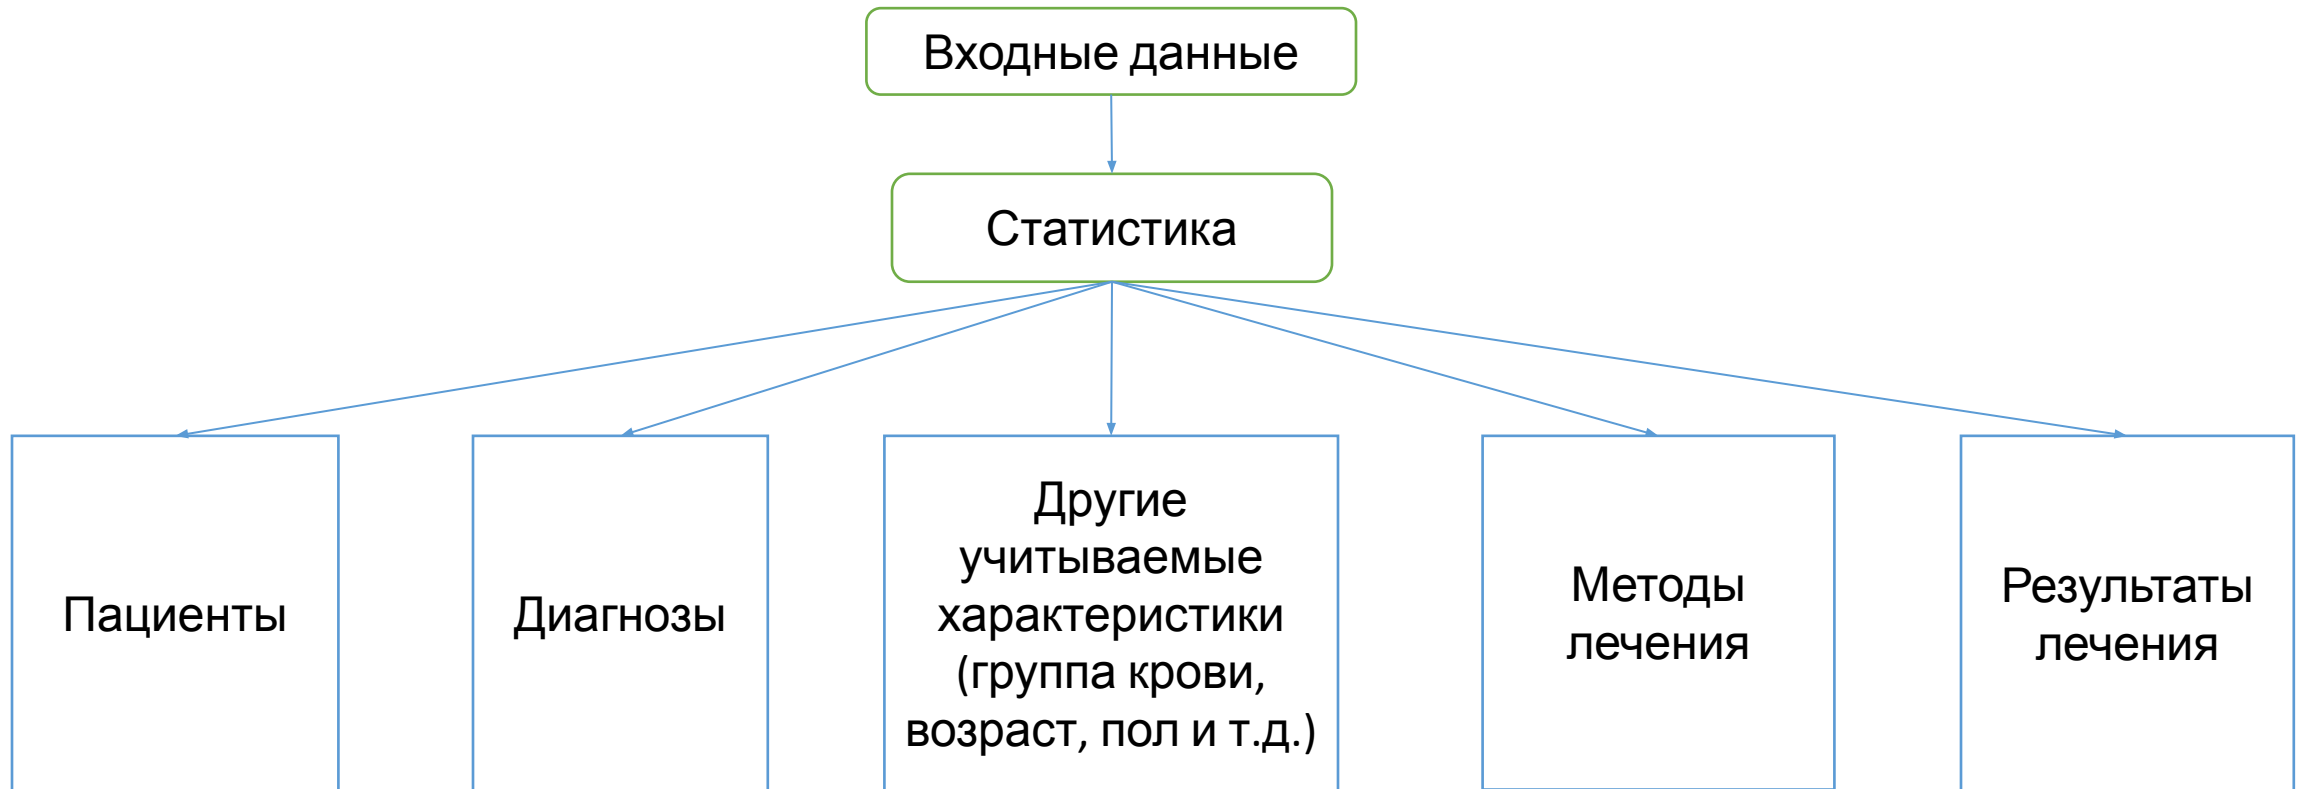 Входные данные
Статистика
Пациенты
Диагнозы
Другие
учитываемые
характеристики
(группа крови,
возраст, пол и т.д.)
Методы
лечения
Результаты
лечения